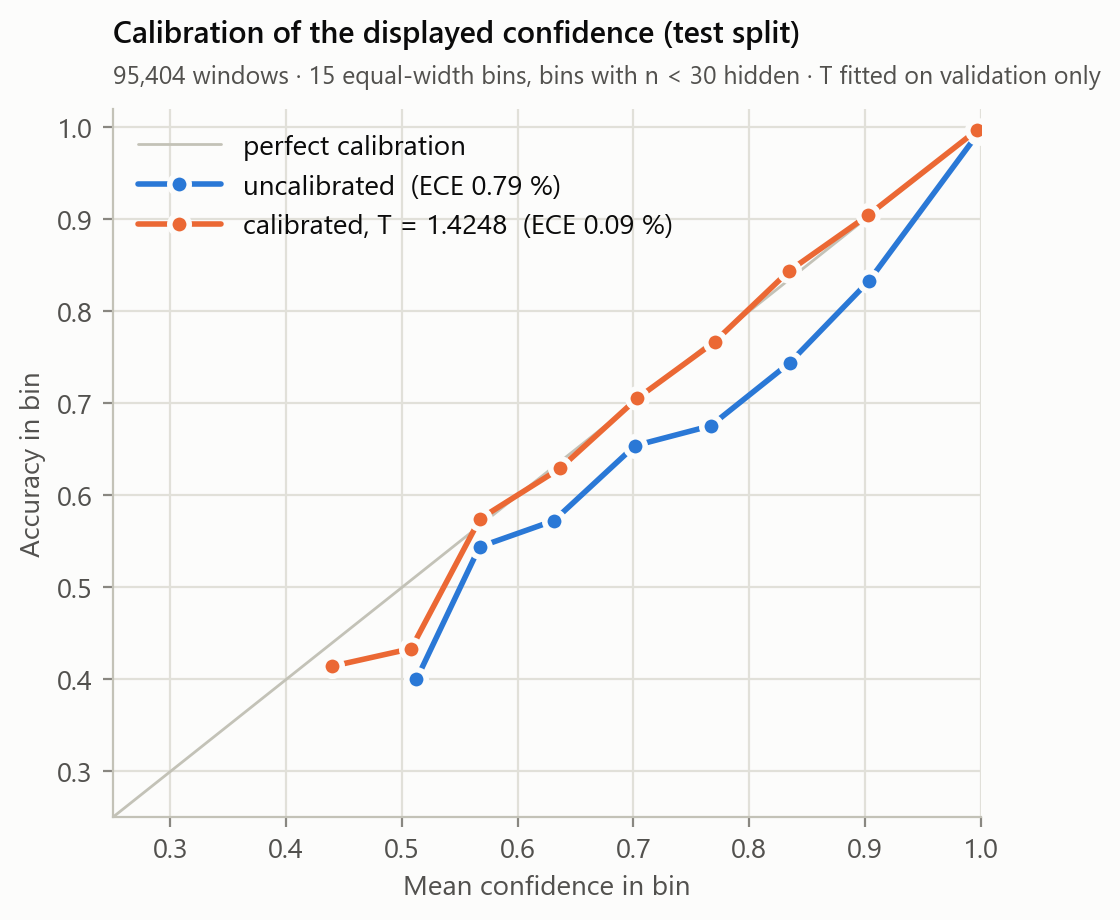 Calibration of the displayed confidence (test split)
95,404 windows · 15 equal-width bins, bins with n < 30 hidden · T fitted on validation only
perfect calibration
uncalibrated (ECE 0.79 %)
calibrated, T = 1.4248 (ECE 0.09 %)
1.0
0.9
0.8
0.7
0.6
0.5
0.4
0.3
Accuracy in bin
0.3 0.4 0.5 0.6 0.7 0.8 0.9 1.0
Mean confidence in bin